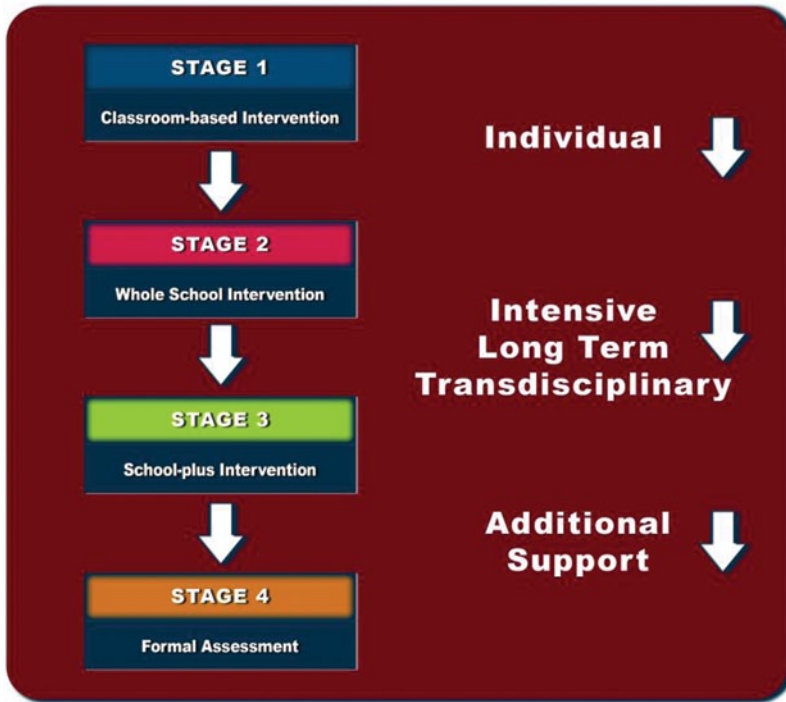 STAGE 1
Classroom-based Intervention
STAGE 2
Whole School Intervention
STAGE 3
School-plus Intervention
STAGE 4
Formal Assessment
Individual
Intensive
Long Term
Transdisciplinary
Additional
Support